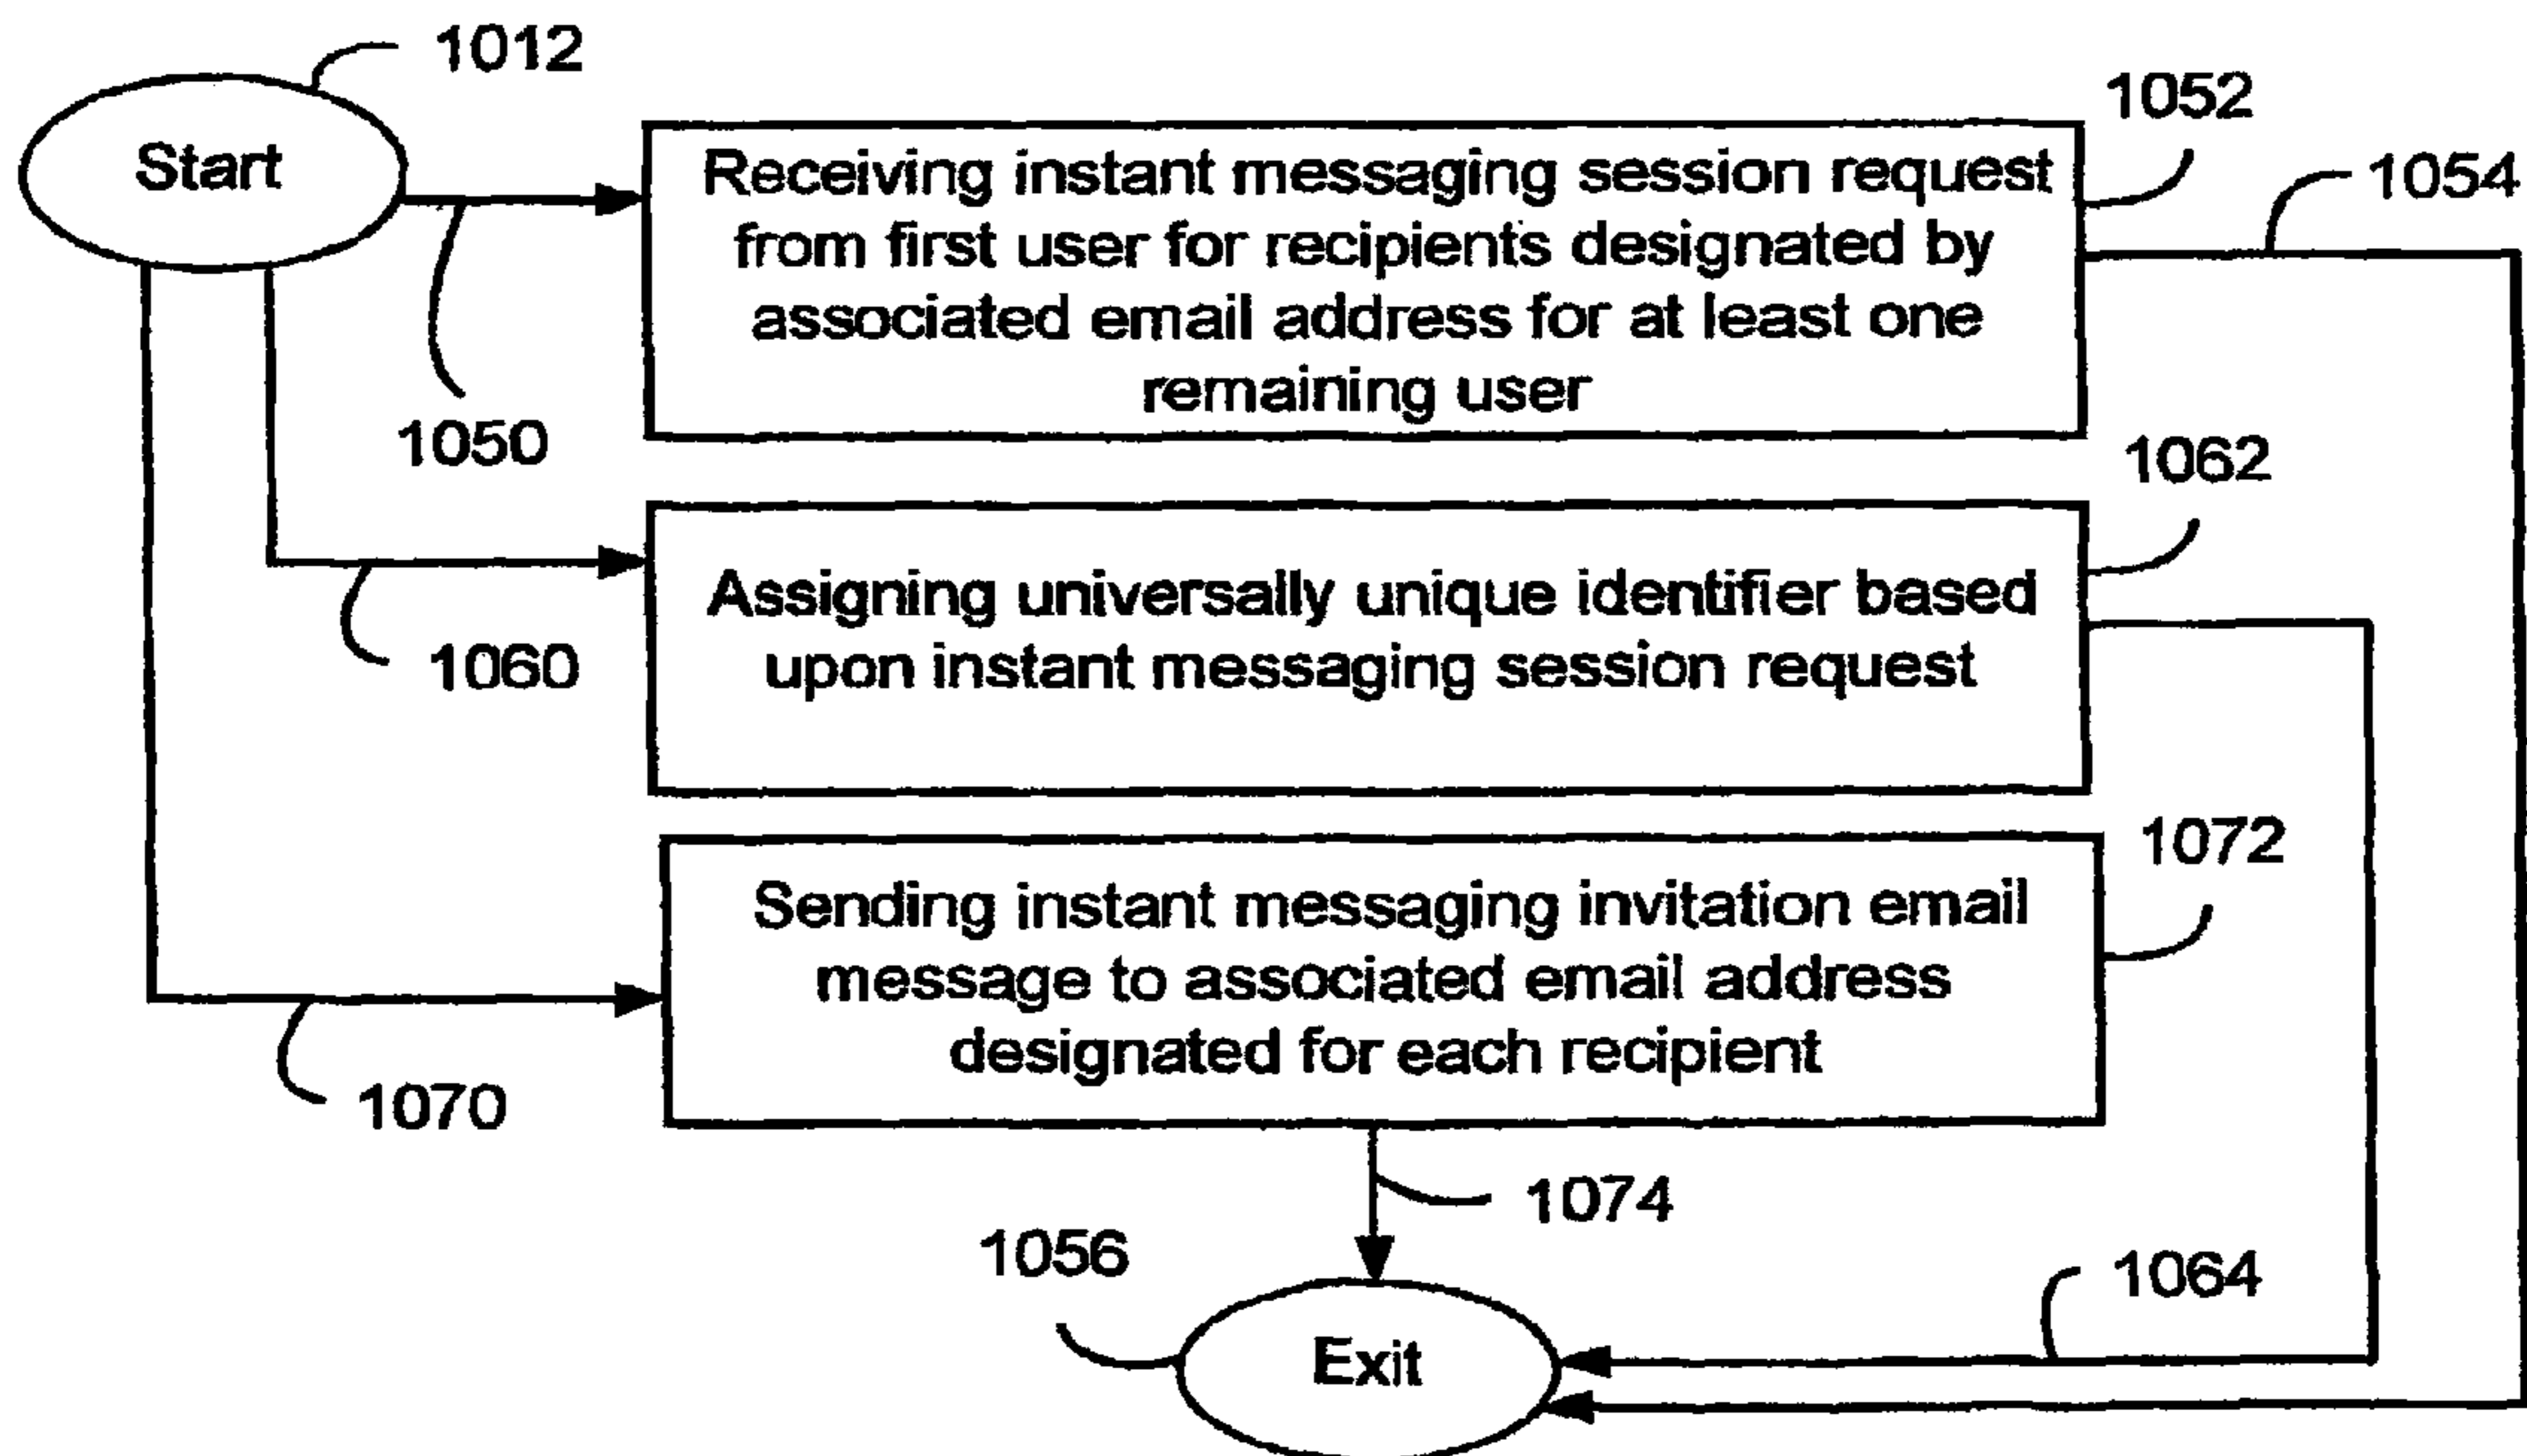 1012
Start
1052
Receiving instant messaging session request
from first user for recipients designated by
associated email address for at least one
remaining user
1054
1050
1062
Assigning universally unique identifier based
upon instant messaging session request
1060
1072
Sending instant messaging invitation email
message to associated email address
designated for each recipient
1070
1074
1056
Exit
1064